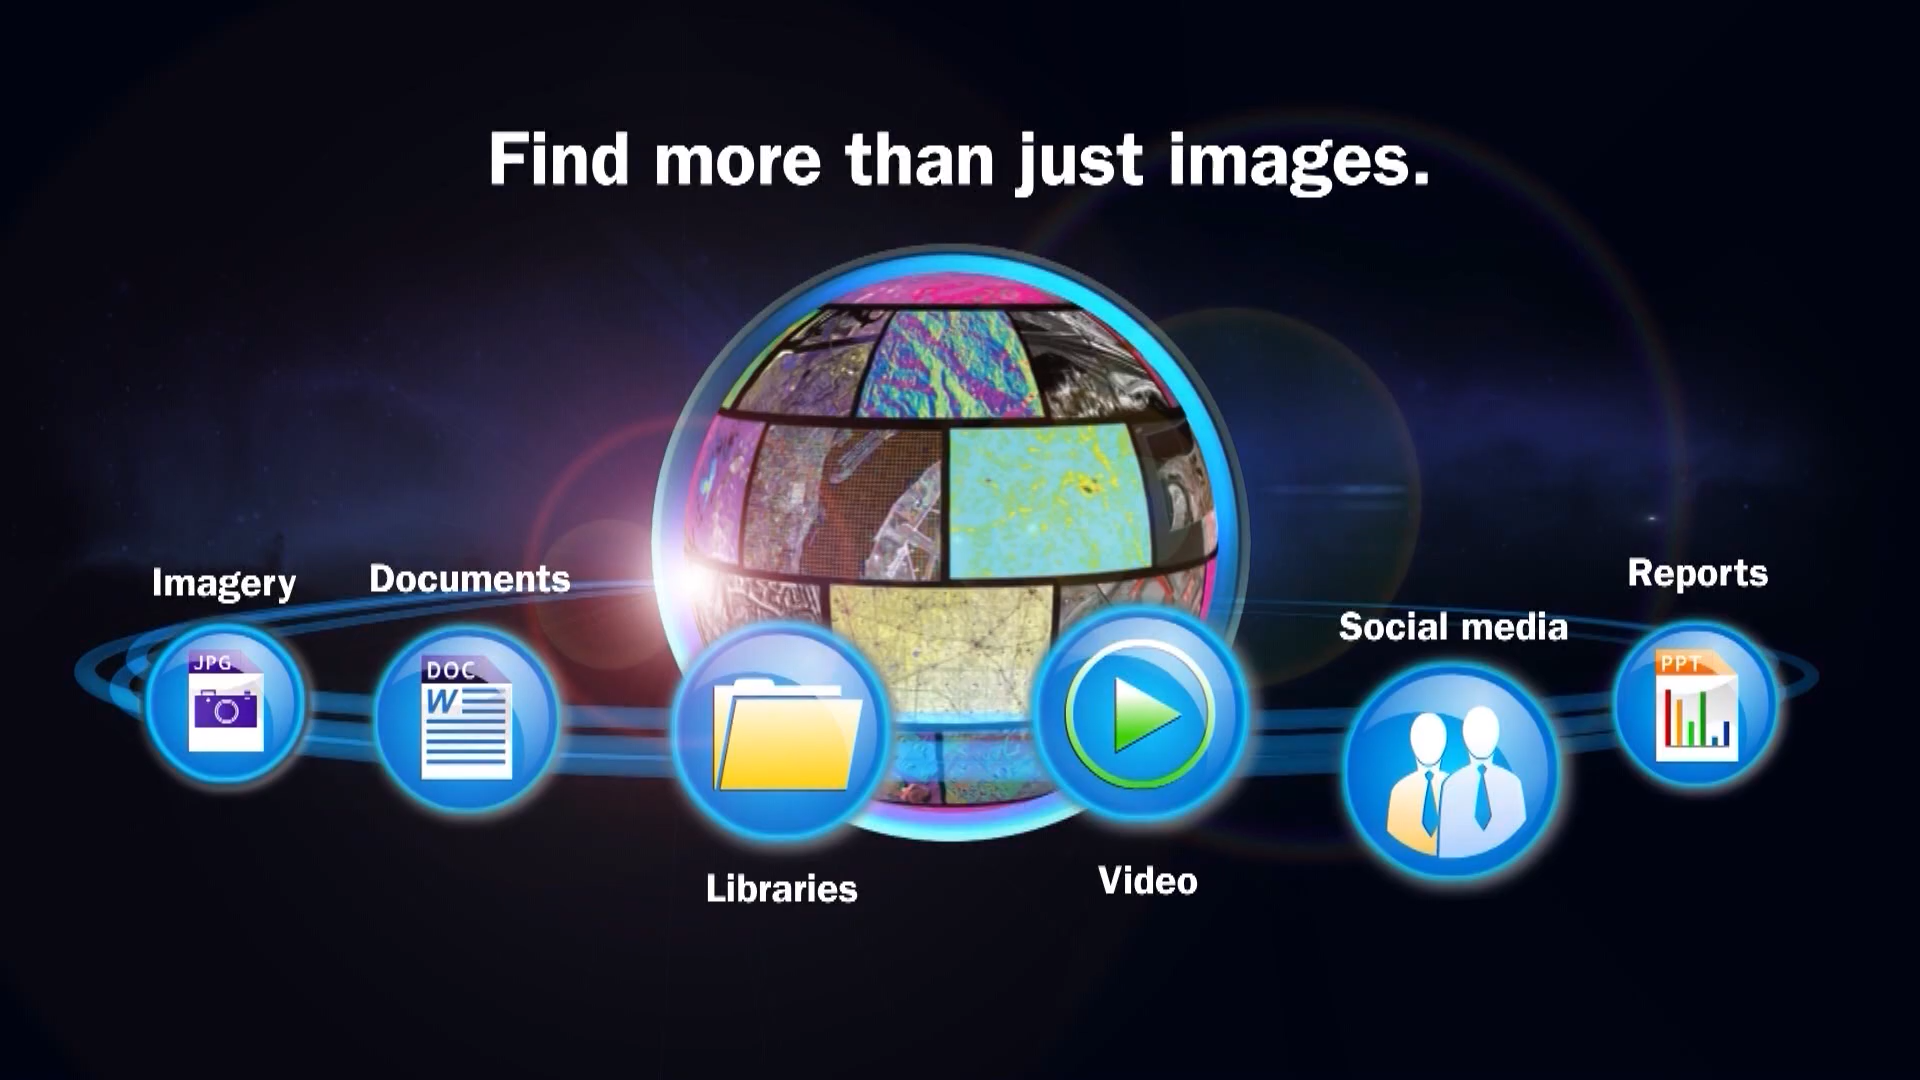 Find more than just images.
Imagery
Documents
Reports
Social media
JPG
DOC
W
PPT
Libraries
Video